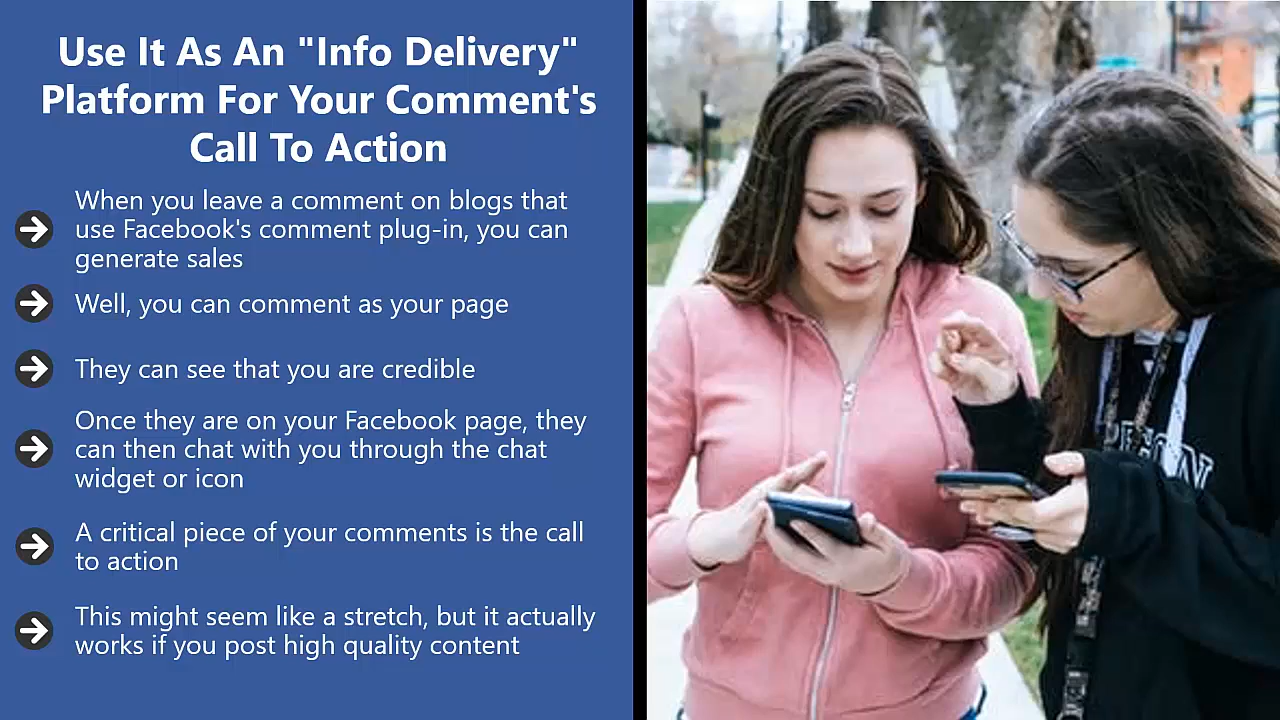 Use It As An "Info Delivery"
Platform For Your Comment's
Call To Action
When you leave a comment on blogs that
use Facebook's comment plug-in, you can
generate sales
Well, you can comment as your page
They can see that you are credible
Once they are on your Facebook page, they
can then chat with you through the chat
widget or icon
A critical piece of your comments is the call
to action
This might seem like a stretch, but it actually
works if you post high quality content